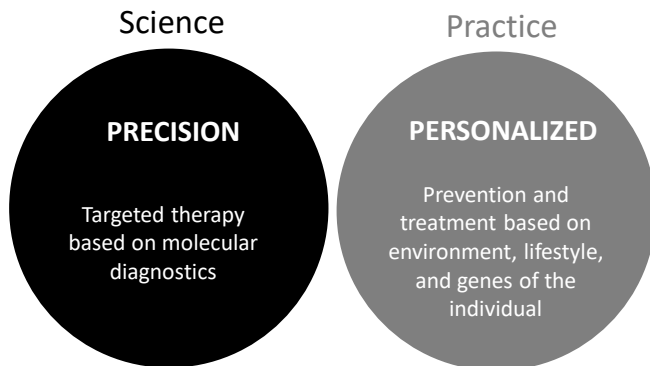 Science
PRECISION
Targeted therapy
based on molecular
diagnostics
Practice
PERSONALIZED
Prevention and
treatment based on
environment, lifestyle,
and genes of the
individual